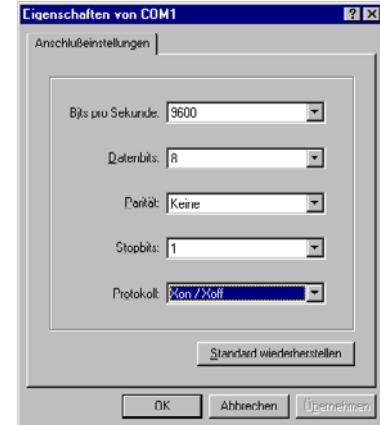 Eigenschaften von COM1
Anschlußeinstellungen
Bits pro Sekunde: 9600
Datenbits: 8
Parität: Keine
Stopbits: 1
Protokoll: Xon / Xoff
Standard wiederherstellen
OK Abbrechen Übernehmen